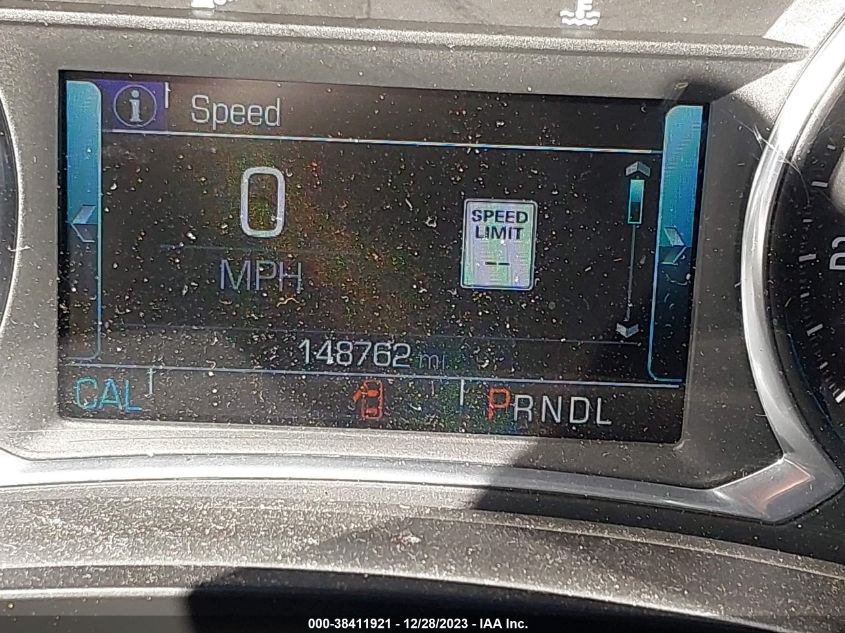 Speed
0
MPH
SPEED
LIMIT
--
148762 mi
CAL
PRNDL
000-38411921 - 12/28/2023 - IAA Inc.